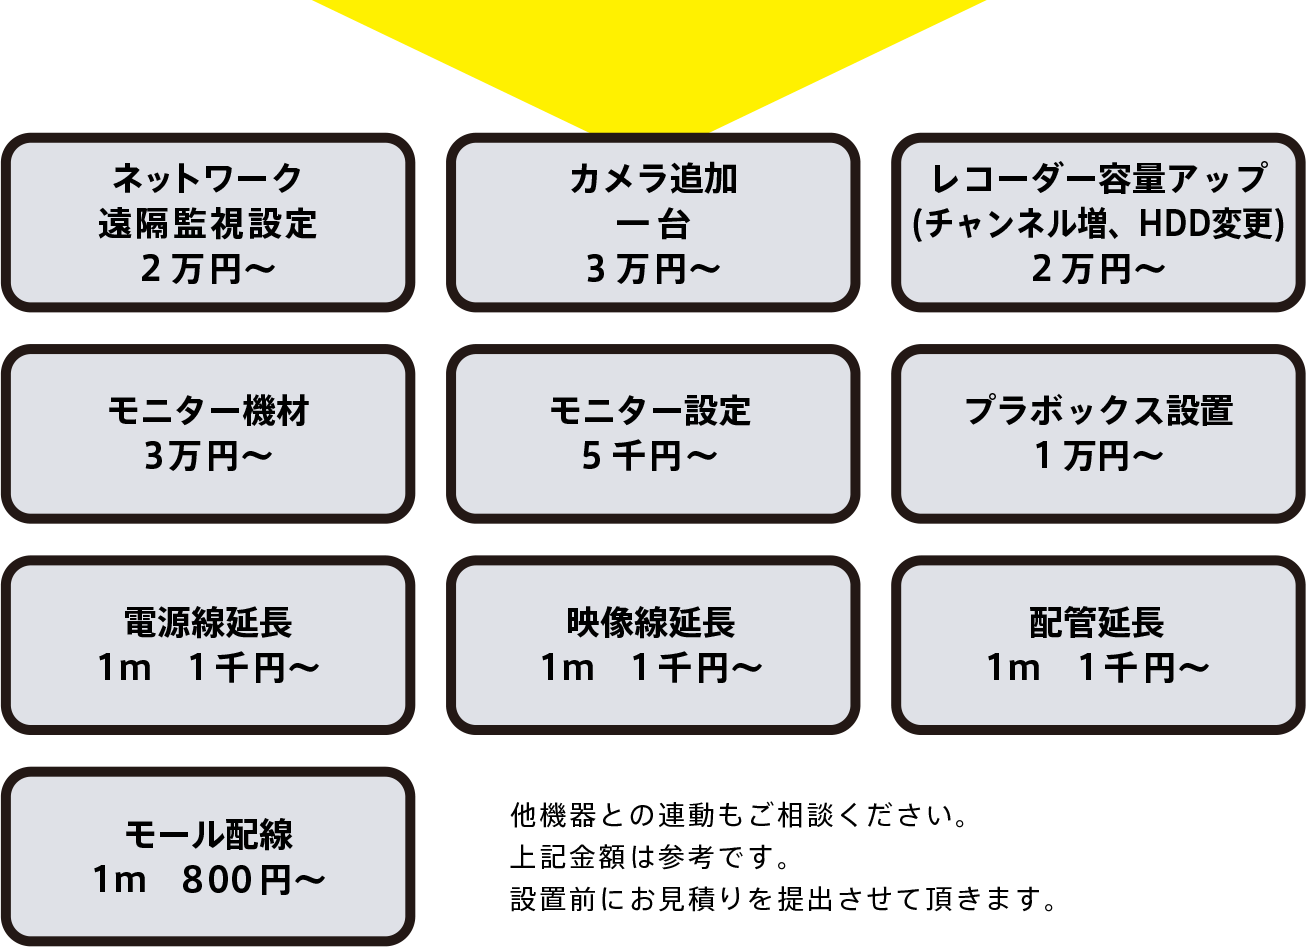 ネットワーク
遠隔監視設定
2万円〜
カメラ追加
一台
3万円〜
レコーダー容量アップ
(チャンネル増、HDD変更)
2万円〜
モニター機材
3万円〜
モニター設定
5千円〜
プラボックス設置
1万円〜
電源線延長
1m　1千円〜
映像線延長
1m　1千円〜
配管延長
1m　1千円〜
モール配線
1m　800円〜
他機器との連動もご相談ください。
上記金額は参考です。
設置前にお見積りを提出させて頂きます。